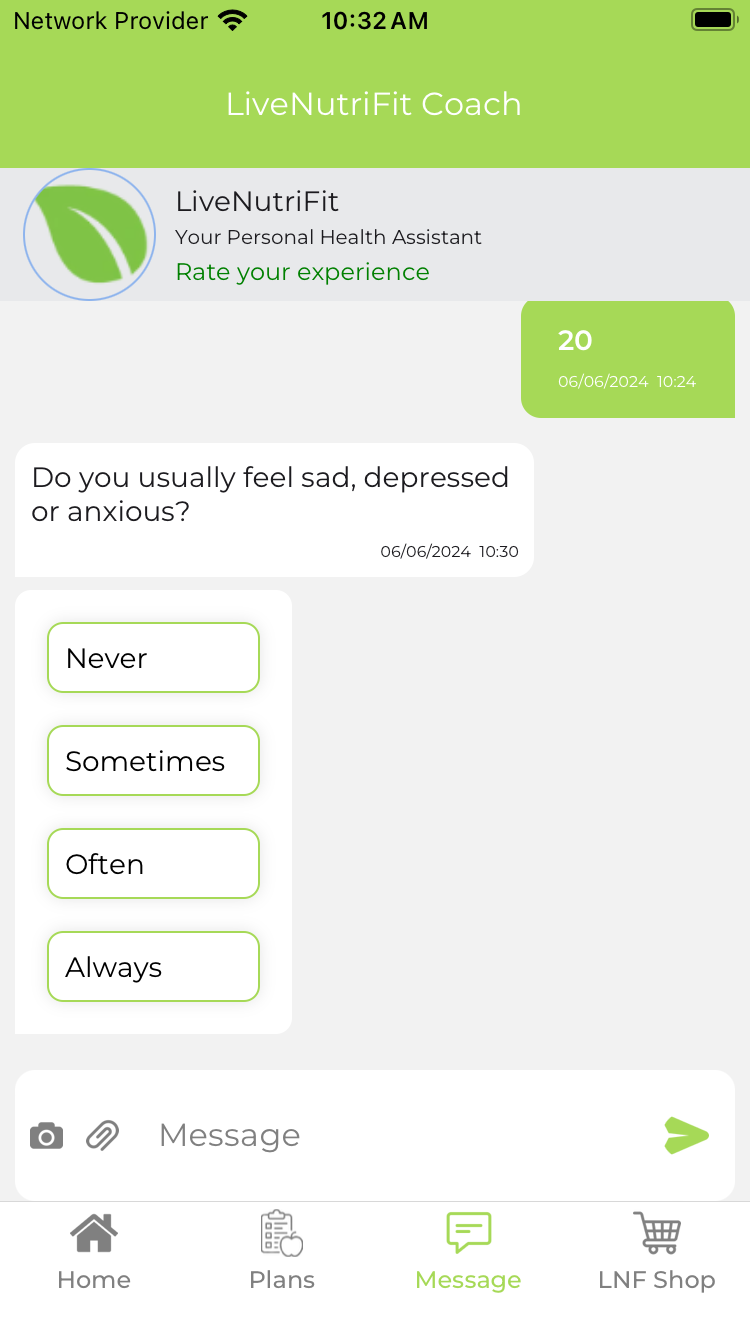 Network Provider 10:32 AM
LiveNutriFit Coach
LiveNutriFit
Your Personal Health Assistant
Rate your experience
20
06/06/2024 10:24
Do you usually feel sad, depressed
or anxious?
06/06/2024 10:30
Never
Sometimes
Often
Always
Message
Home Plans Message LNF Shop